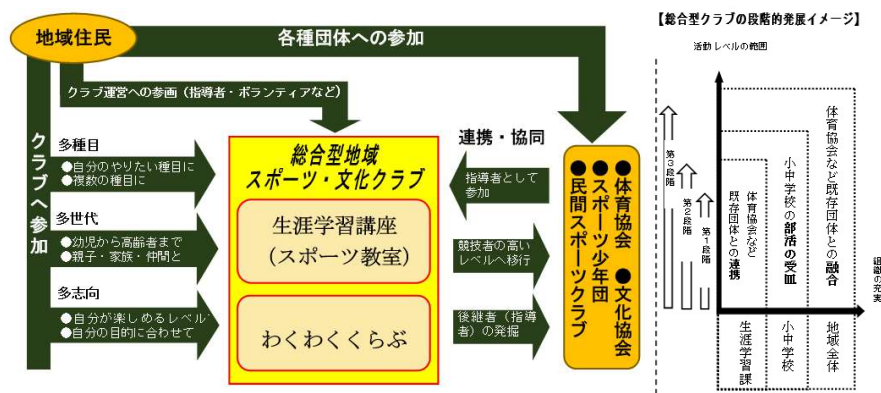 地域住民
各種団体への参加
クラブ運営への参画（指導者・ボランティアなど）
クラブへ参加
多種目
●自分のやりたい種目に
●複数の種目に
多世代
●幼児から高齢者まで
●親子・家族・仲間と
多志向
●自分が楽しめるレベル
●自分の目的に合わせて
総合型地域
スポーツ・文化クラブ
生涯学習講座
（スポーツ教室）
わくわくくらぶ
連携・協同
指導者として
参加
競技者の高い
レベルへ移行
後継者（指導
者）の発掘
●体育協会　●文化協会
●スポーツ少年団
●民間スポーツクラブ
【総合型クラブの段階的発展イメージ】
活動レベルの範囲
第３段階
第２段階
第１段階
体育協会など
既存団体との連携
小中学校の部活の受皿
体育協会など既存団体との融合
組織の充実
生涯学習課
小中学校
地域全体